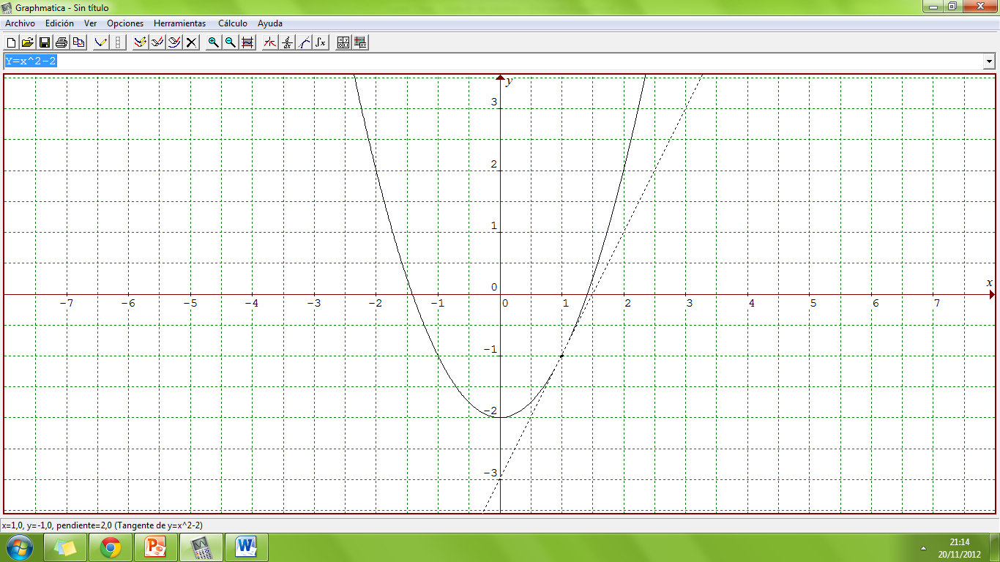 Graphmatica - Sin título
Archivo Edición Ver Opciones Herramientas Cálculo Ayuda
Y=x^2-2
y
3
2
1
0
x
-7 -6 -5 -4 -3 -2 -1 0 1 2 3 4 5 6 7
-1
-2
-3
x=1,0, y=-1,0, pendiente=2,0 (Tangente de y=x^2-2)
21:14
20/11/2012